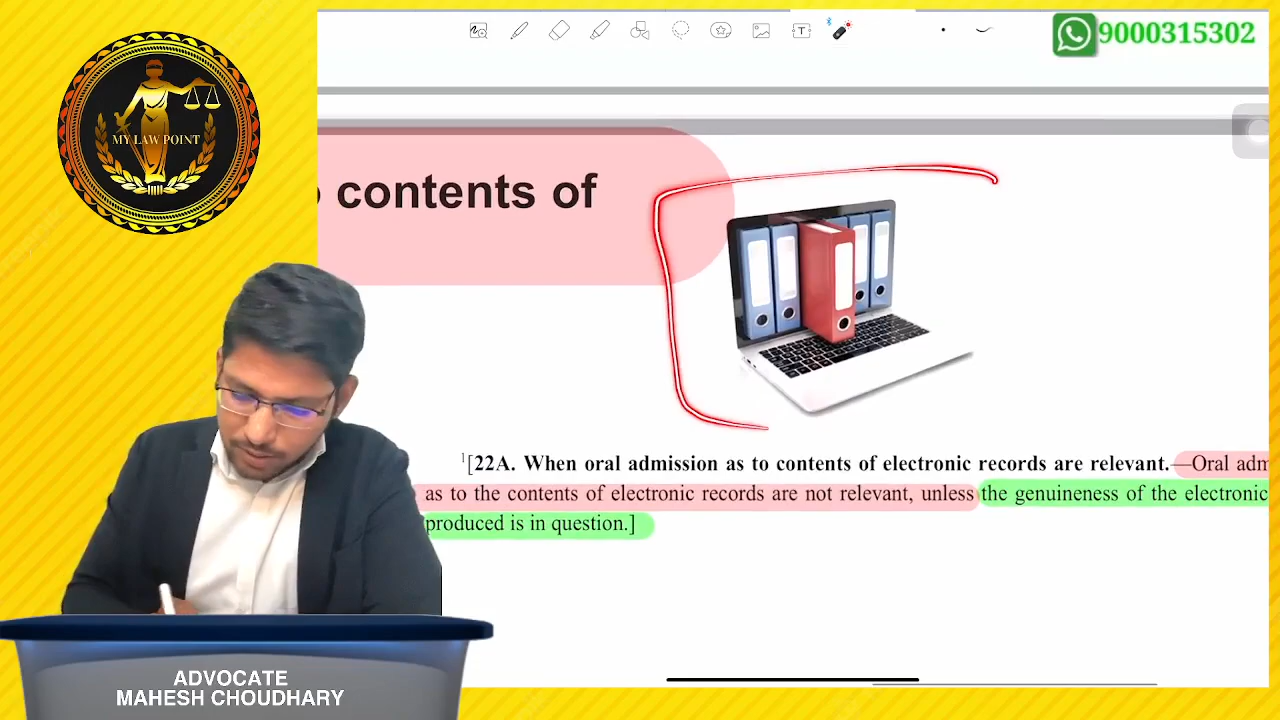 9000315302
MY LAW POINT
contents of
¹[22A. When oral admission as to contents of electronic records are relevant.—Oral
as to the contents of electronic records are not relevant, unless the genuineness of the electronic
produced is in question.]
ADVOCATE
MAHESH CHOUDHARY